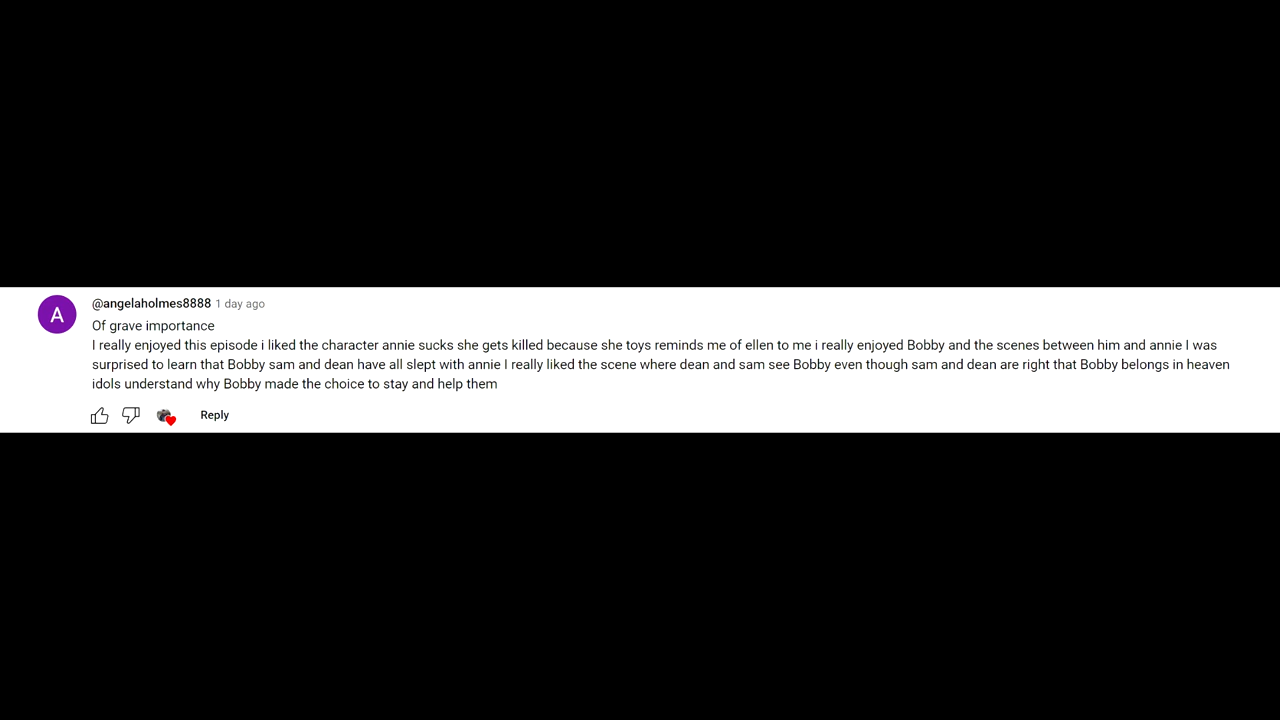 A
@angelaholmes8888 1 day ago
Of grave importance
I really enjoyed this episode i liked the character annie sucks she gets killed because she toys reminds me of ellen to me i really enjoyed Bobby and the scenes between him and annie I was
surprised to learn that Bobby sam and dean have all slept with annie I really liked the scene where dean and sam see Bobby even though sam and dean are right that Bobby belongs in heaven
idols understand why Bobby made the choice to stay and help them
Reply